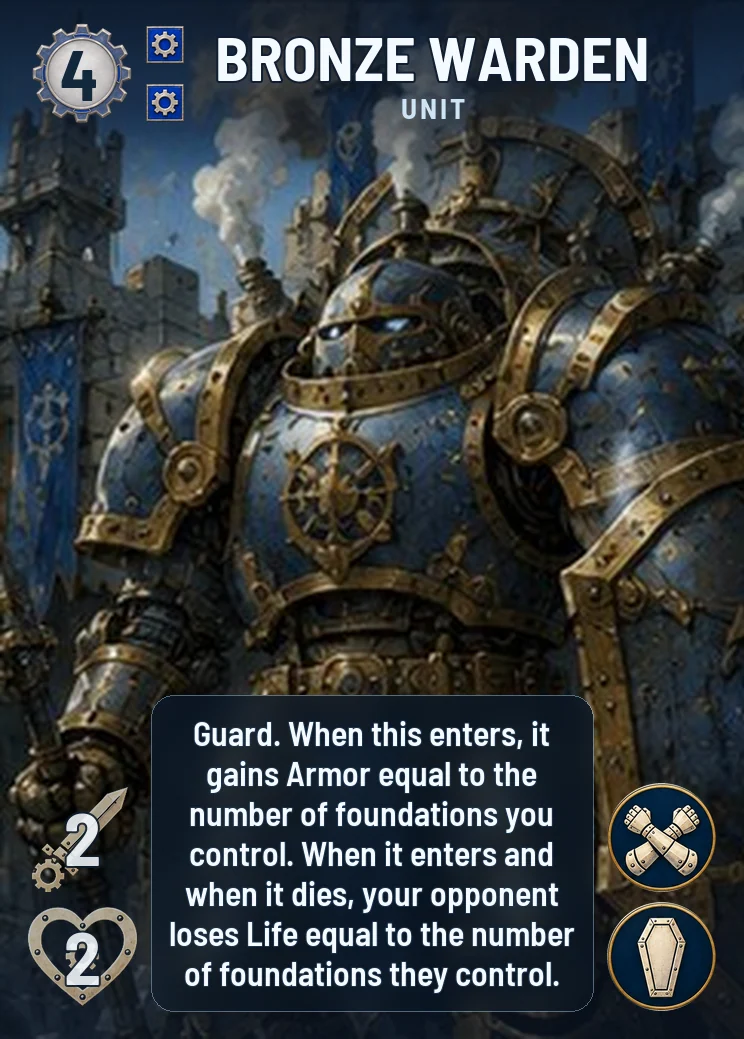 4
BRONZE WARDEN
UNIT
Guard. When this enters, it
gains Armor equal to the
number of foundations you
control. When it enters and
when it dies, your opponent
loses Life equal to the number
of foundations they control.
2
2